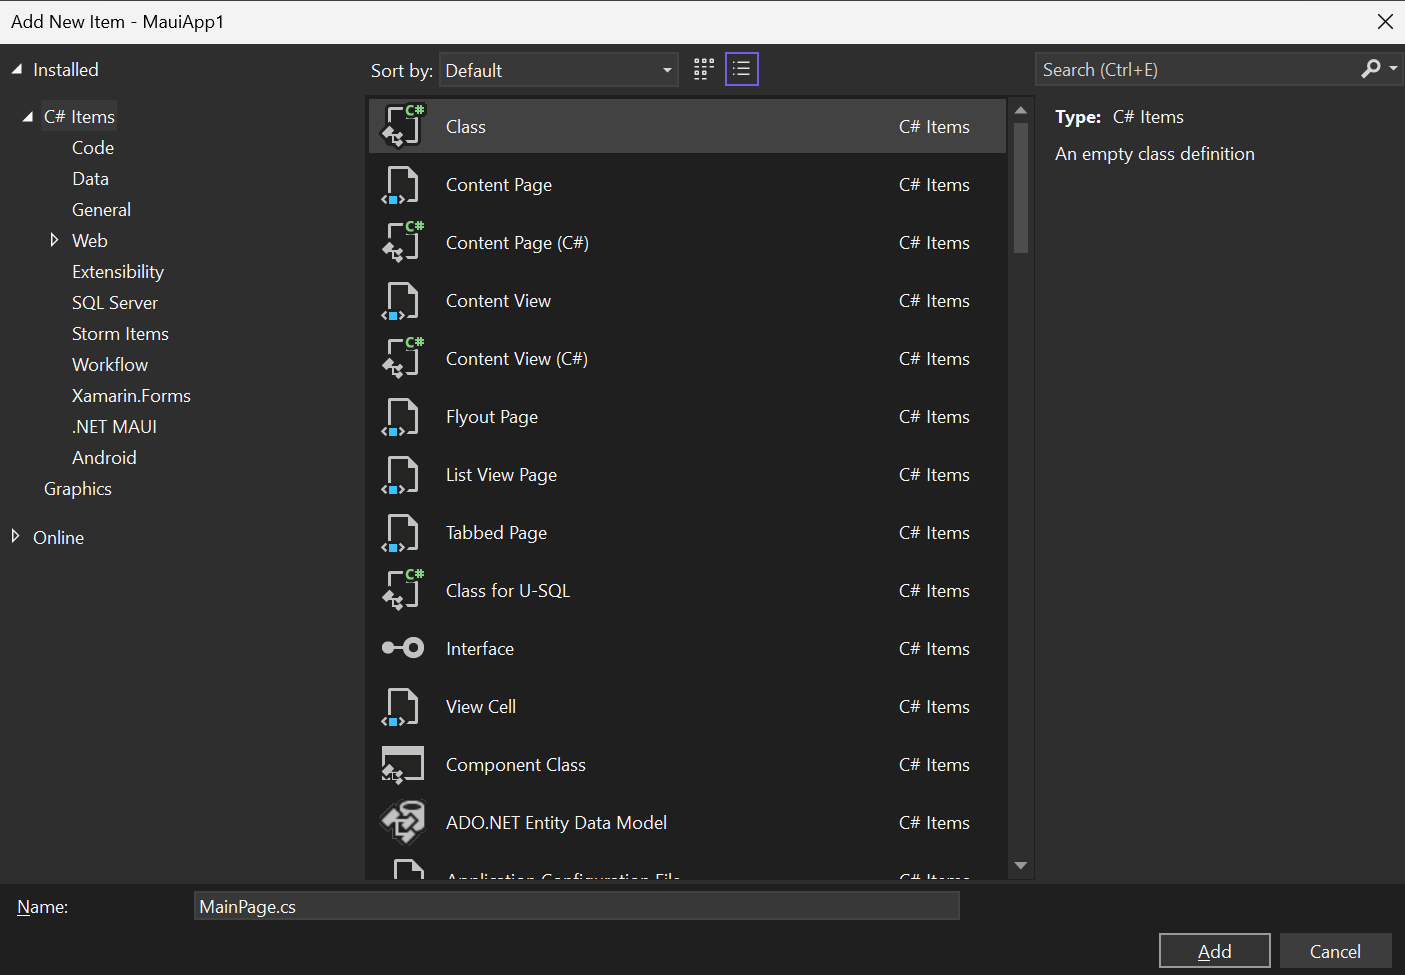 Add New Item - MauiApp1
Installed
C# Items
Code
Data
General
Web
Extensibility
SQL Server
Storm Items
Workflow
Xamarin.Forms
.NET MAUI
Android
Graphics
Online
Sort by: Default
C# Class C# Items
Content Page C# Items
C# Content Page (C#) C# Items
Content View C# Items
C# Content View (C#) C# Items
Flyout Page C# Items
List View Page C# Items
Tabbed Page C# Items
C# Class for U-SQL C# Items
Interface C# Items
View Cell C# Items
Component Class C# Items
ADO.NET Entity Data Model C# Items
Application Configuration File C# Items
Search (Ctrl+E)
Type: C# Items
An empty class definition
Name: MainPage.cs
Add Cancel